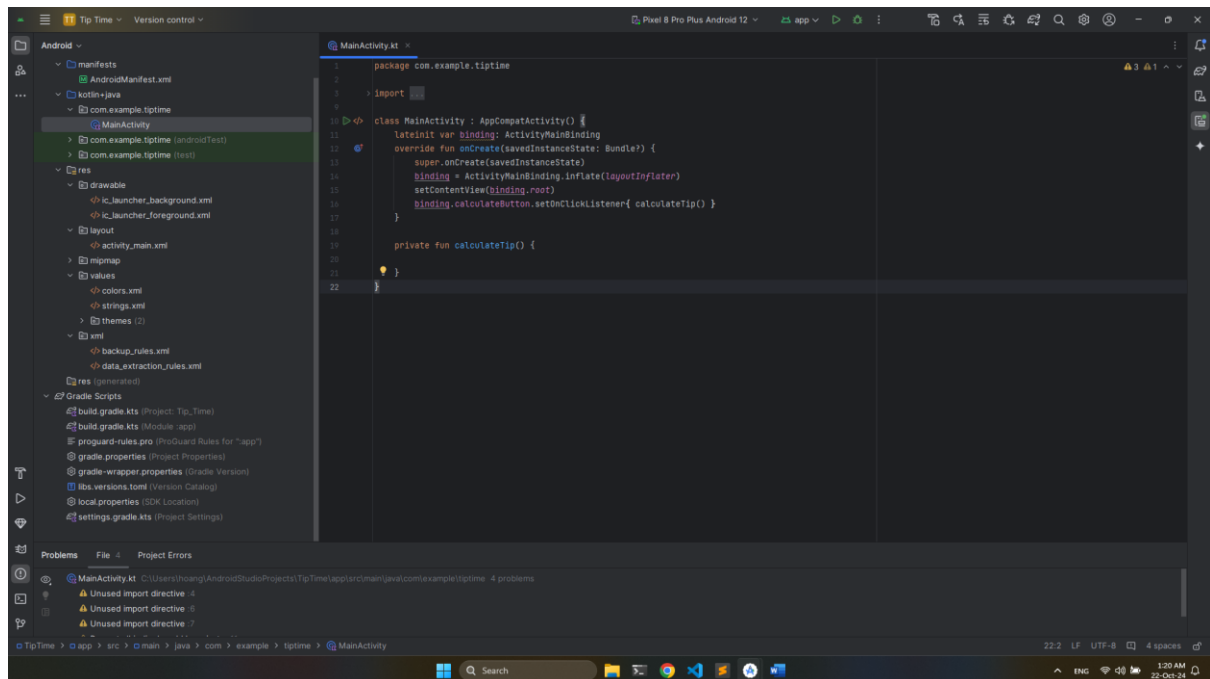 TT Tip Time Version control Pixel 8 Pro Plus Android 12 app
Android
manifests
AndroidManifest.xml
kotlin+java
com.example.tiptime
MainActivity
com.example.tiptime (androidTest)
com.example.tiptime (test)
res
drawable
ic_launcher_background.xml
ic_launcher_foreground.xml
layout
activity_main.xml
mipmap
values
colors.xml
strings.xml
themes (2)
xml
backup_rules.xml
data_extraction_rules.xml
res (generated)
Gradle Scripts
build.gradle.kts (Project: Tip_Time)
build.gradle.kts (Module :app)
proguard-rules.pro (ProGuard Rules for ":app")
gradle.properties (Project Properties)
gradle-wrapper.properties (Gradle Version)
libs.versions.toml (Version Catalog)
local.properties (SDK Location)
settings.gradle.kts (Project Settings)
MainActivity.kt
3 1
1 package com.example.tiptime
2
3 import ...
9
10 class MainActivity : AppCompatActivity() {
11 lateinit var binding: ActivityMainBinding
12 override fun onCreate(savedInstanceState: Bundle?) {
13 super.onCreate(savedInstanceState)
14 binding = ActivityMainBinding.inflate(layoutInflater)
15 setContentView(binding.root)
16 binding.calculateButton.setOnClickListener{ calculateTip() }
17 }
18
19 private fun calculateTip() {
20
21 }
22 }
Problems File 4 Project Errors
MainActivity.kt C:\Users\hoang\AndroidStudioProjects\TipTime\app\src\main\java\com\example\tiptime 4 problems
Unused import directive :4
Unused import directive :6
Unused import directive :7
TipTime > app > src > main > java > com > example > tiptime > MainActivity 22:2 LF UTF-8 4 spaces
Search ENG 1:20 AM
22-Oct-24